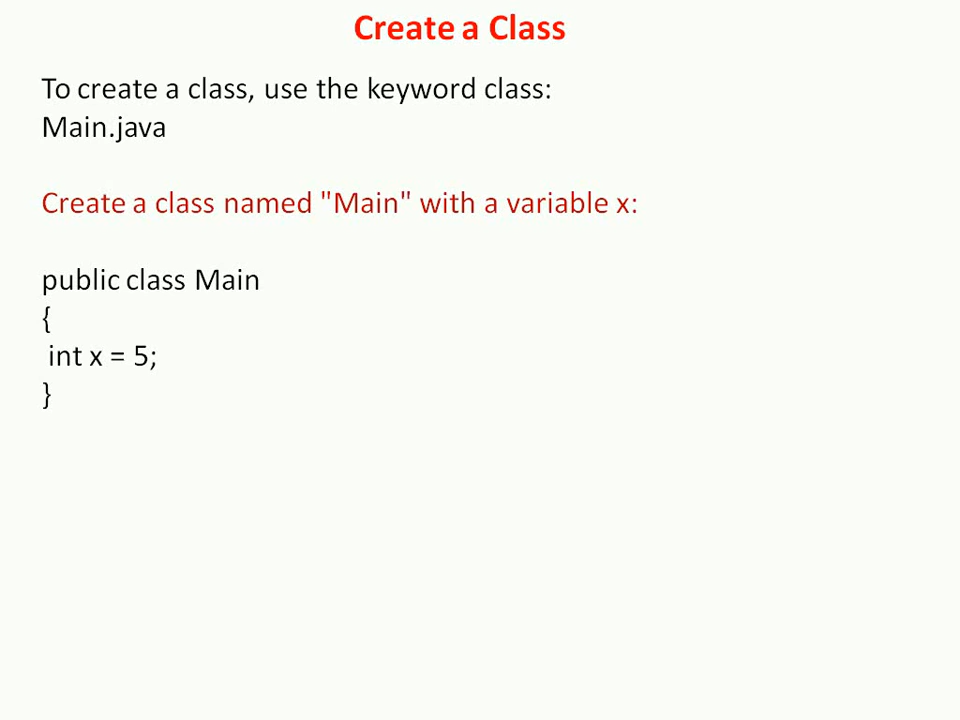 Create a Class
To create a class, use the keyword class:
Main.java
Create a class named "Main" with a variable x:
public class Main
{
int x = 5;
}